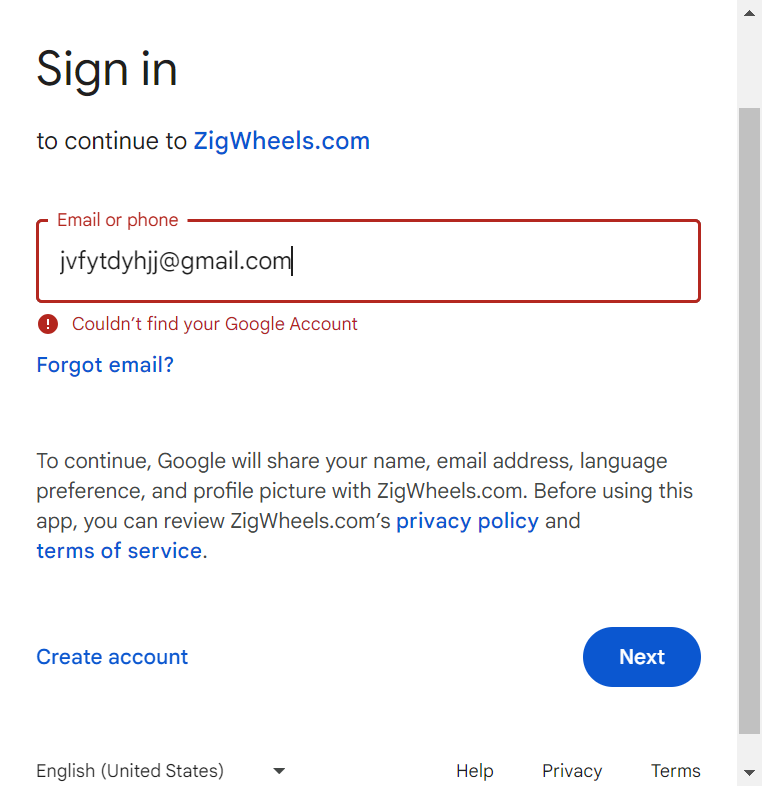 Sign in
to continue to ZigWheels.com
Email or phone
jvfytdyhjj@gmail.com
Couldn’t find your Google Account
Forgot email?
To continue, Google will share your name, email address, language
preference, and profile picture with ZigWheels.com. Before using this
app, you can review ZigWheels.com’s privacy policy and
terms of service.
Create account Next
English (United States) Help Privacy Terms